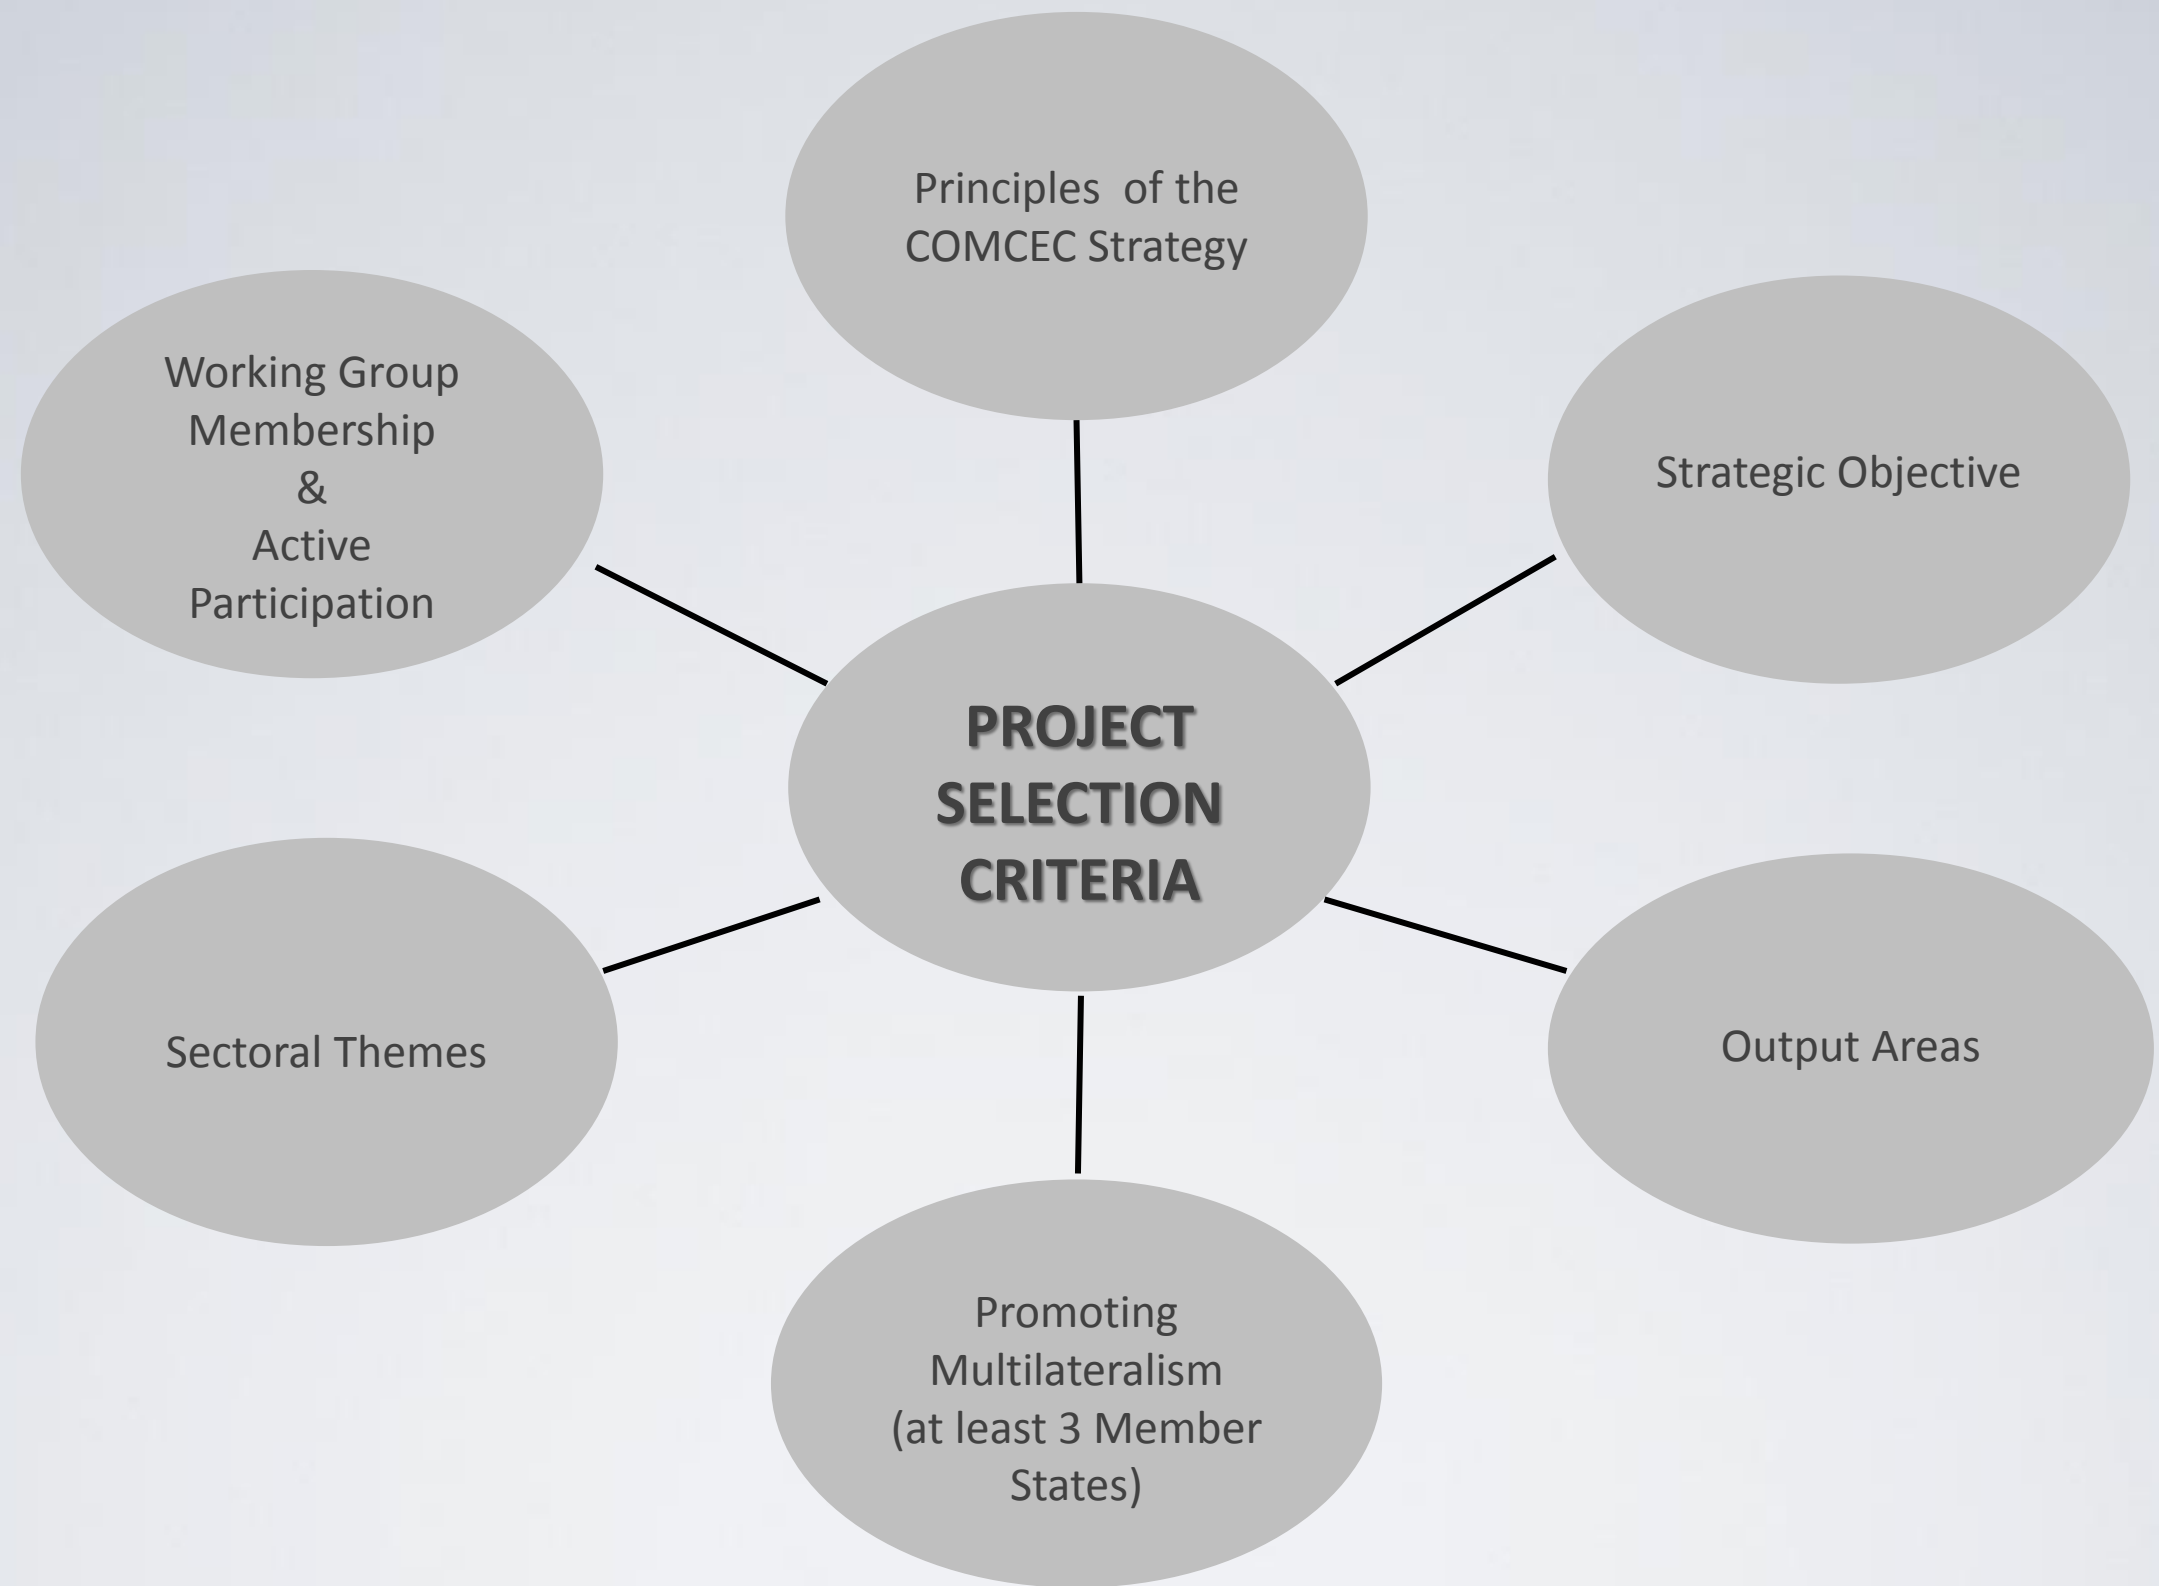 Principles  of the
COMCEC Strategy
Working Group
Membership
&
Active
Participation
Strategic Objective
PROJECT
SELECTION
CRITERIA
Sectoral Themes
Output Areas
Promoting
Multilateralism
(at least 3 Member
States)